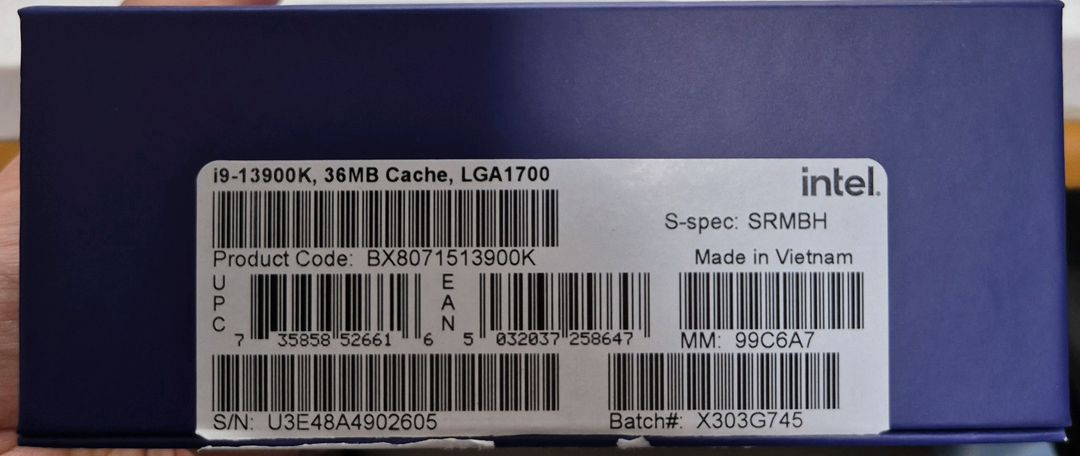 i9-13900K, 36MB Cache, LGA1700
intel.
S-spec: SRMBH
Product Code: BX8071513900K
Made in Vietnam
UPC
7 35858 52661 6
EAN
5 032037 258647
MM: 99C6A7
S/N: U3E48A4902605
Batch#: X303G745